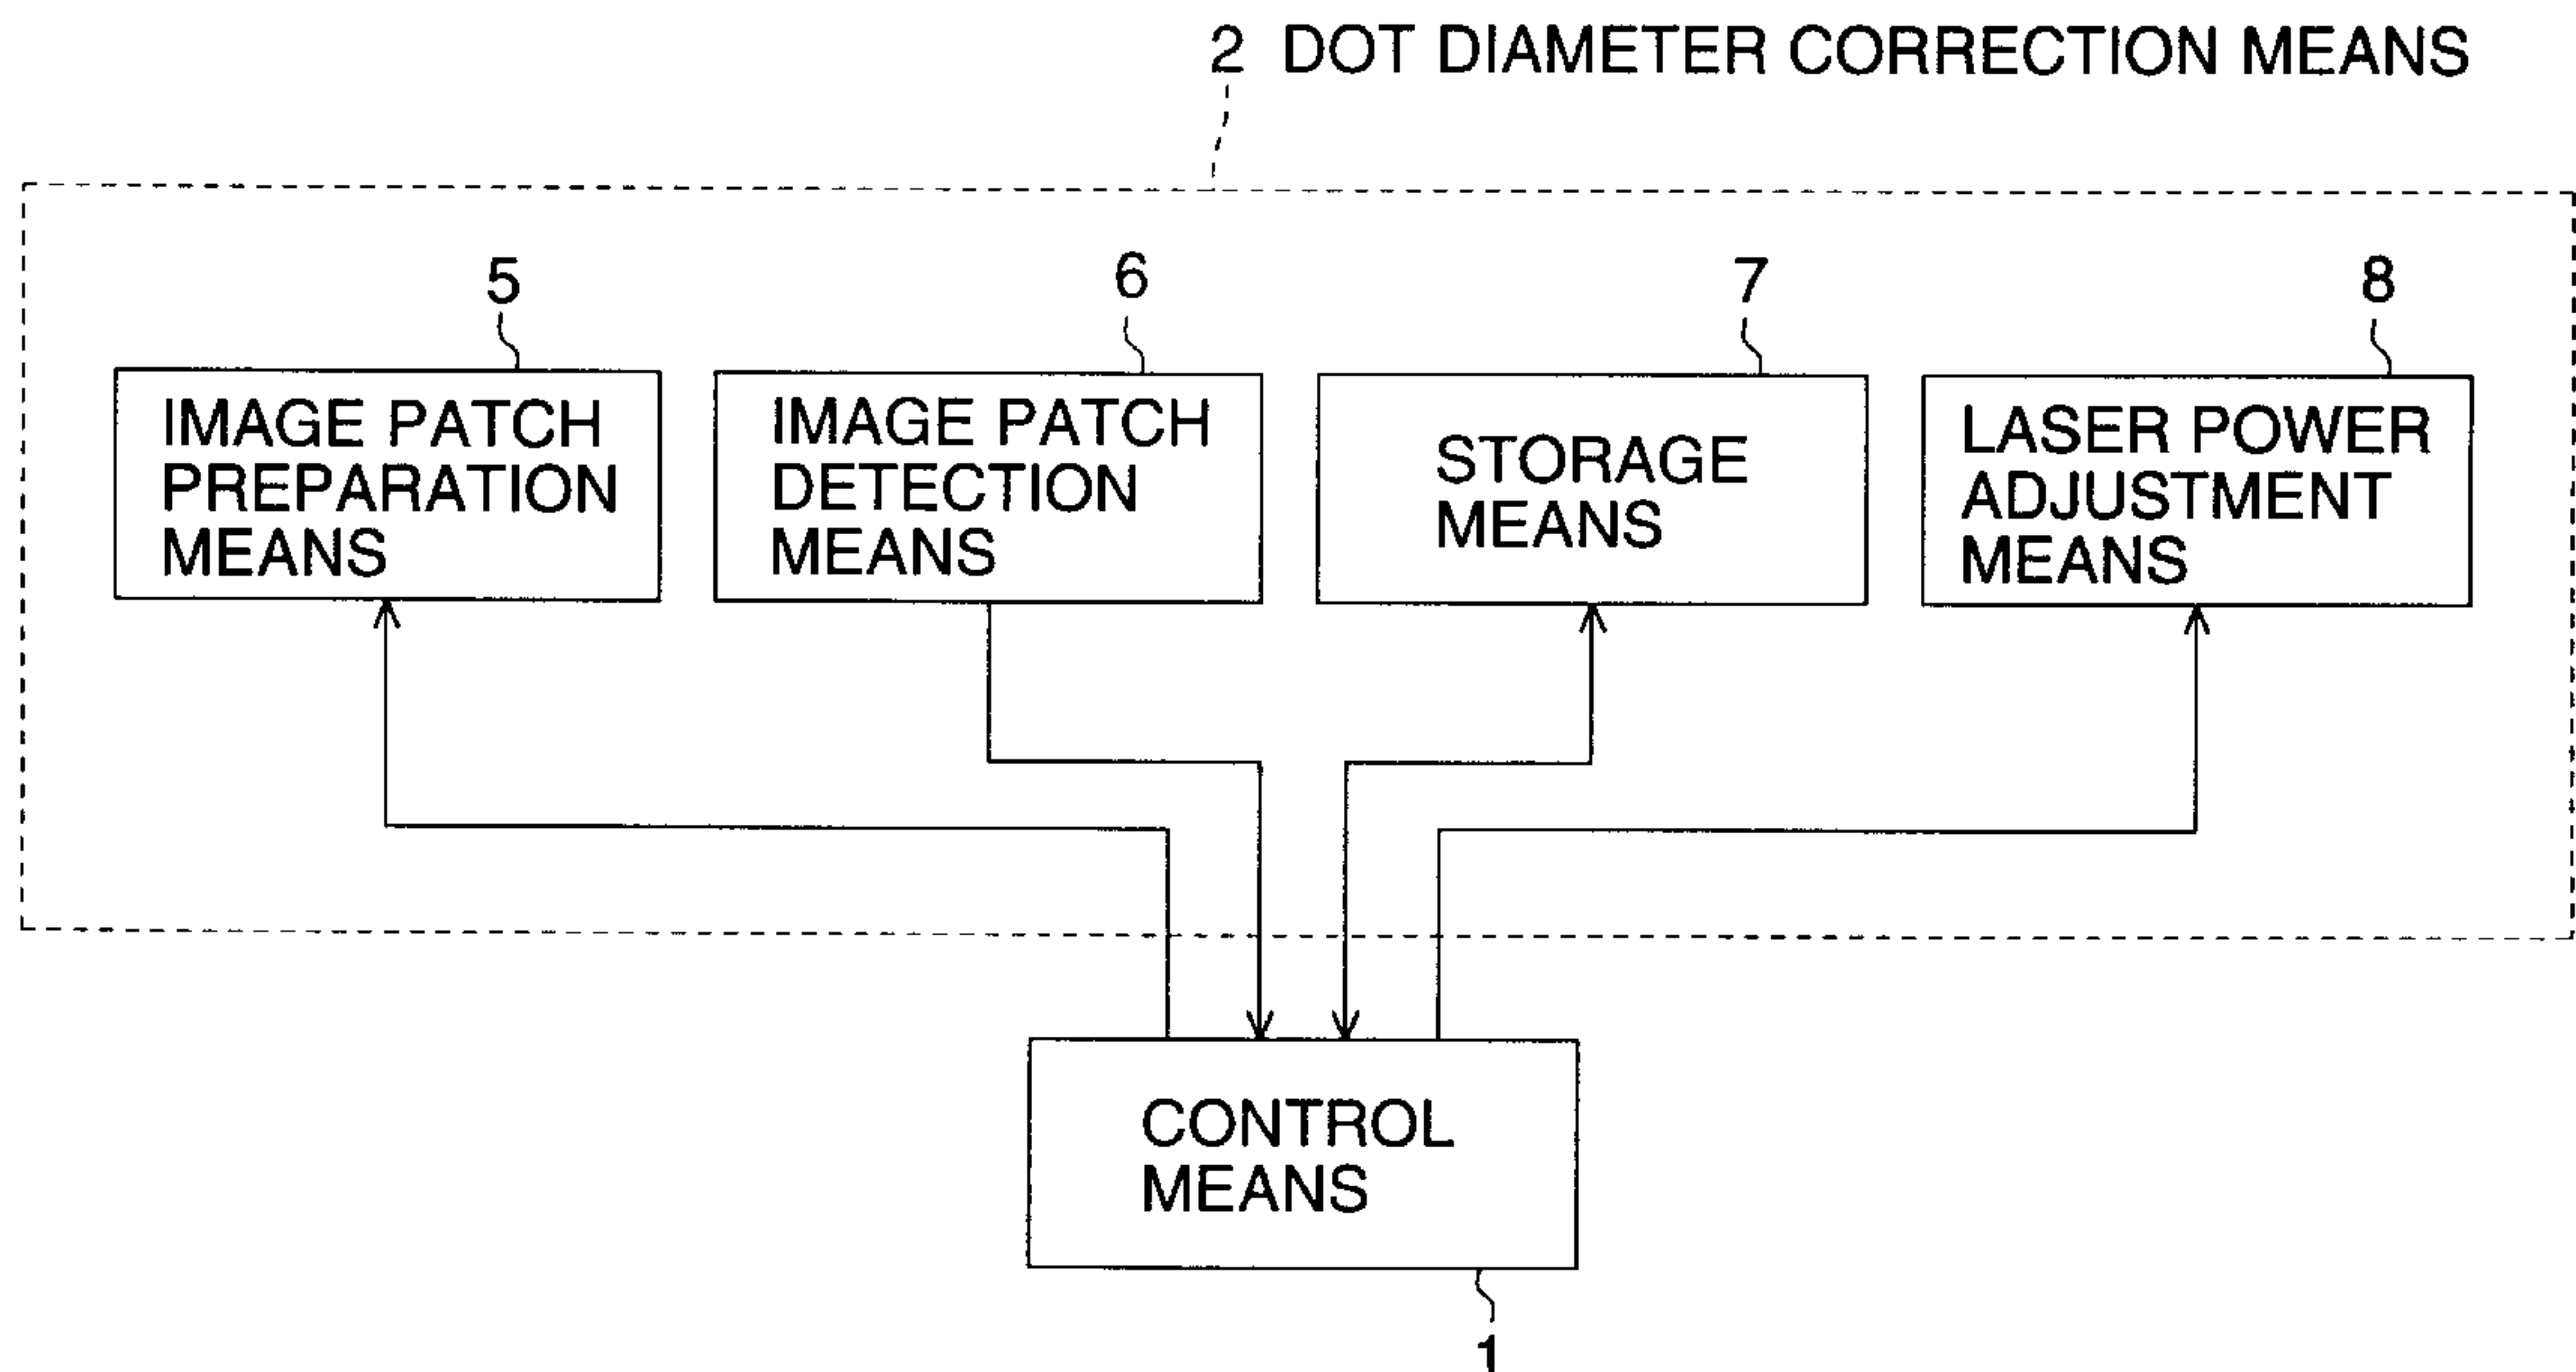 2 DOT DIAMETER CORRECTION MEANS
5
6
7
8
IMAGE PATCH
PREPARATION
MEANS
IMAGE PATCH
DETECTION
MEANS
STORAGE
MEANS
LASER POWER
ADJUSTMENT
MEANS
CONTROL
MEANS
1